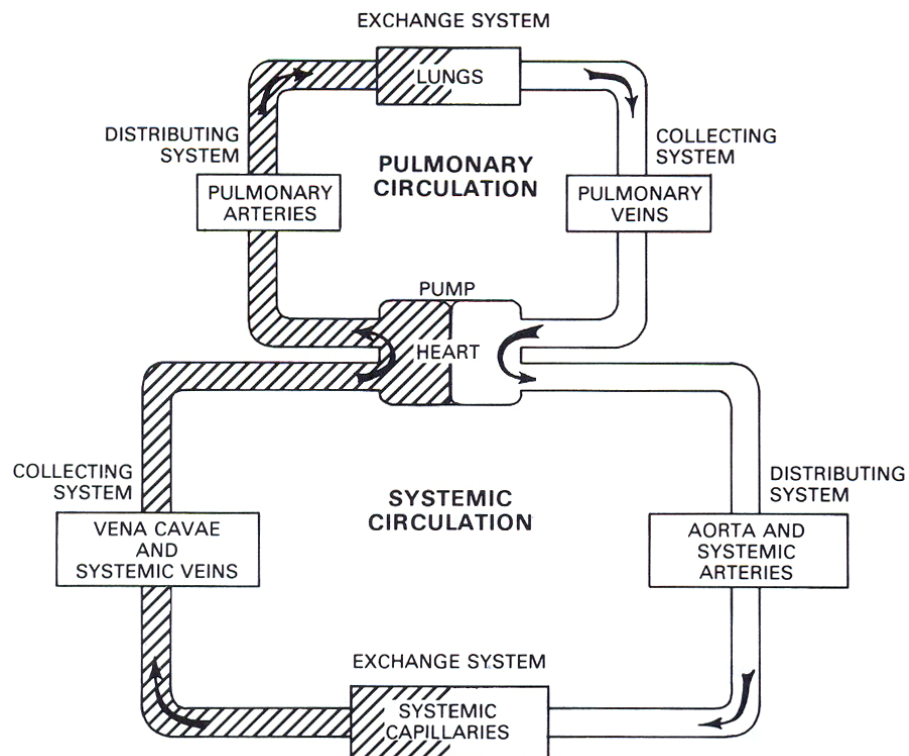 EXCHANGE SYSTEM
LUNGS
DISTRIBUTING
SYSTEM
PULMONARY
ARTERIES
PULMONARY
CIRCULATION
COLLECTING
SYSTEM
PULMONARY
VEINS
PUMP
HEART
COLLECTING
SYSTEM
VENA CAVAE
AND
SYSTEMIC VEINS
SYSTEMIC
CIRCULATION
DISTRIBUTING
SYSTEM
AORTA AND
SYSTEMIC
ARTERIES
EXCHANGE SYSTEM
SYSTEMIC
CAPILLARIES